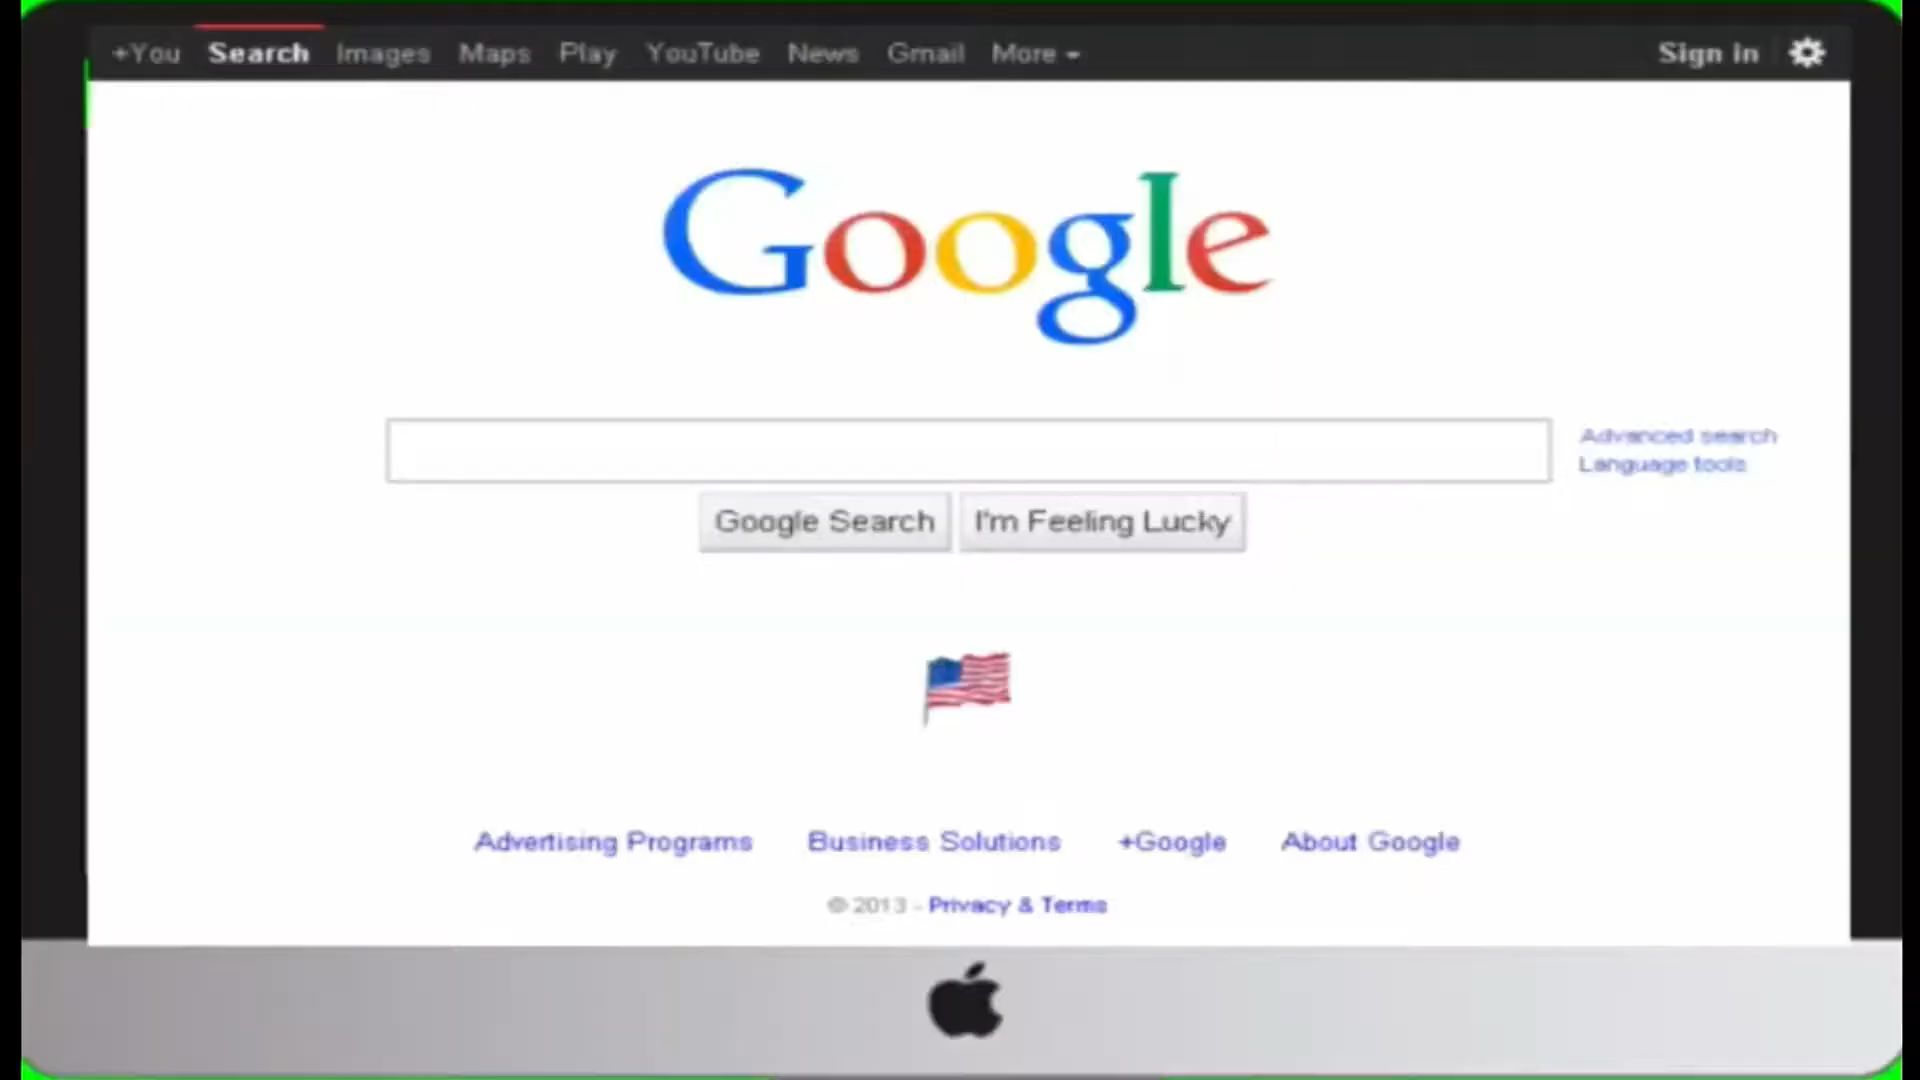 +You Search Images Maps Play YouTube News Gmail More Sign in
Google
Advanced search
Language tools
Google Search I'm Feeling Lucky
Advertising Programs Business Solutions +Google About Google
© 2013 - Privacy & Terms